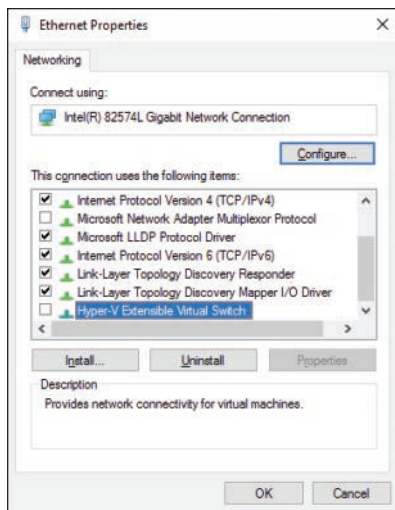 Ethernet Properties
Networking
Connect using:
Intel(R) 82574L Gigabit Network Connection
Configure...
This connection uses the following items:
Internet Protocol Version 4 (TCP/IPv4)
Microsoft Network Adapter Multiplexor Protocol
Microsoft LLDP Protocol Driver
Internet Protocol Version 6 (TCP/IPv6)
Link-Layer Topology Discovery Responder
Link-Layer Topology Discovery Mapper I/O Driver
Hyper-V Extensible Virtual Switch
Install... Uninstall Properties
Description
Provides network connectivity for virtual machines.
OK Cancel